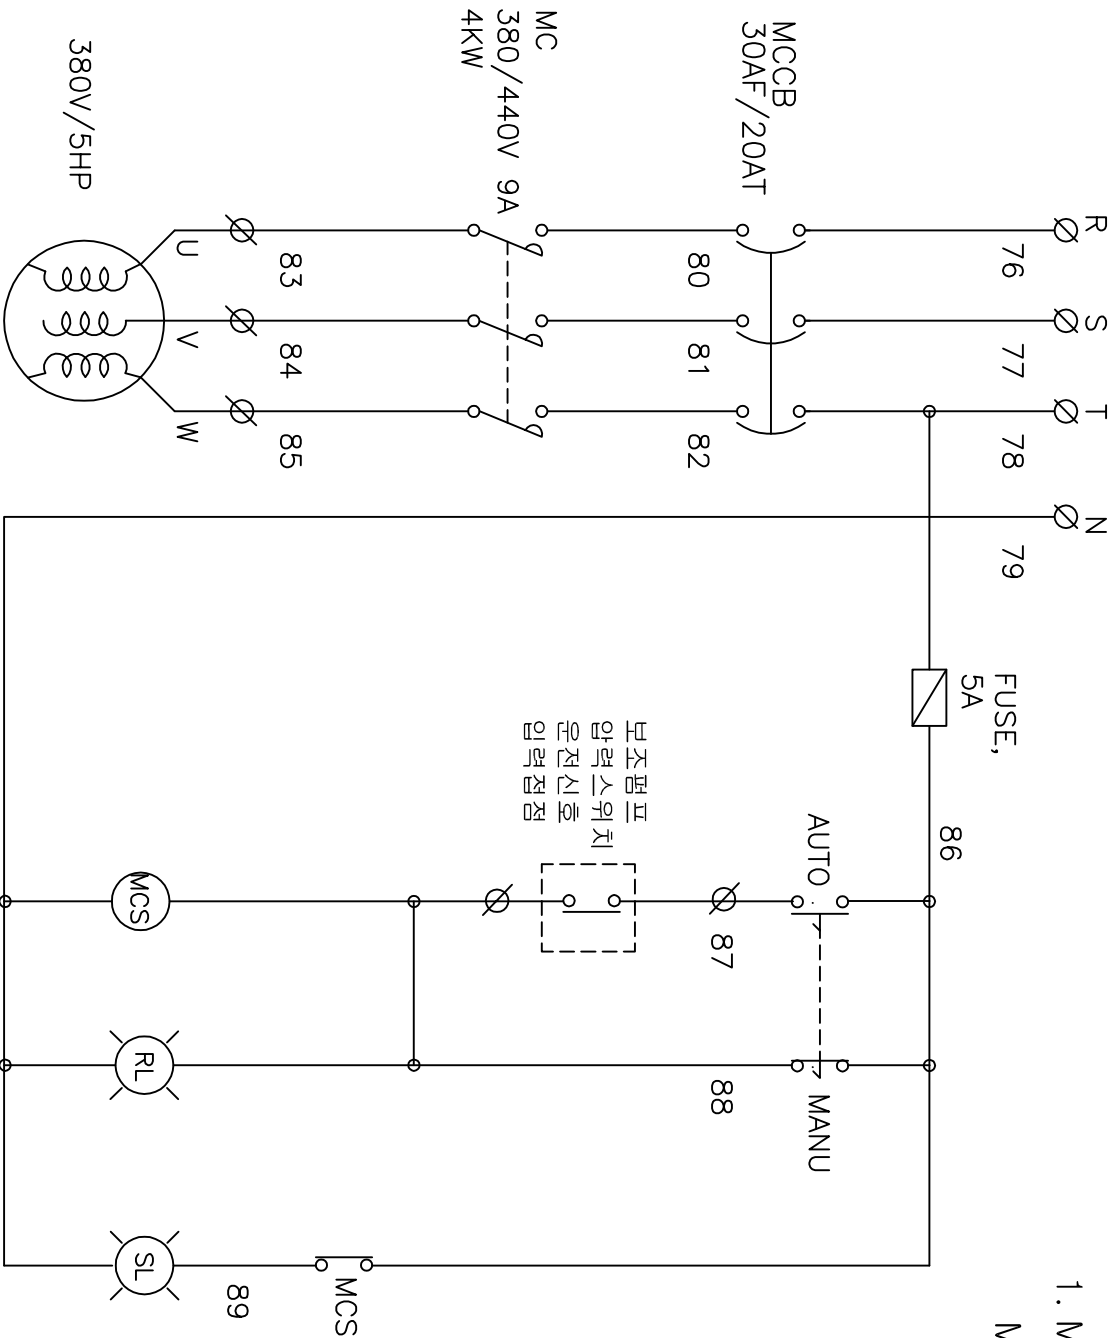 R
S
T
N
76
77
78
79
MCCB
30AF/20AT
80
81
82
MC
380/440V 9A
4KW
83
84
85
U
V
W
380V/5HP
FUSE,
5A
86
AUTO
MANU
87
88
보조펌프
압력스위치
운전신호
입력접점
MCS
RL
SL
MCS
89
1. M
M